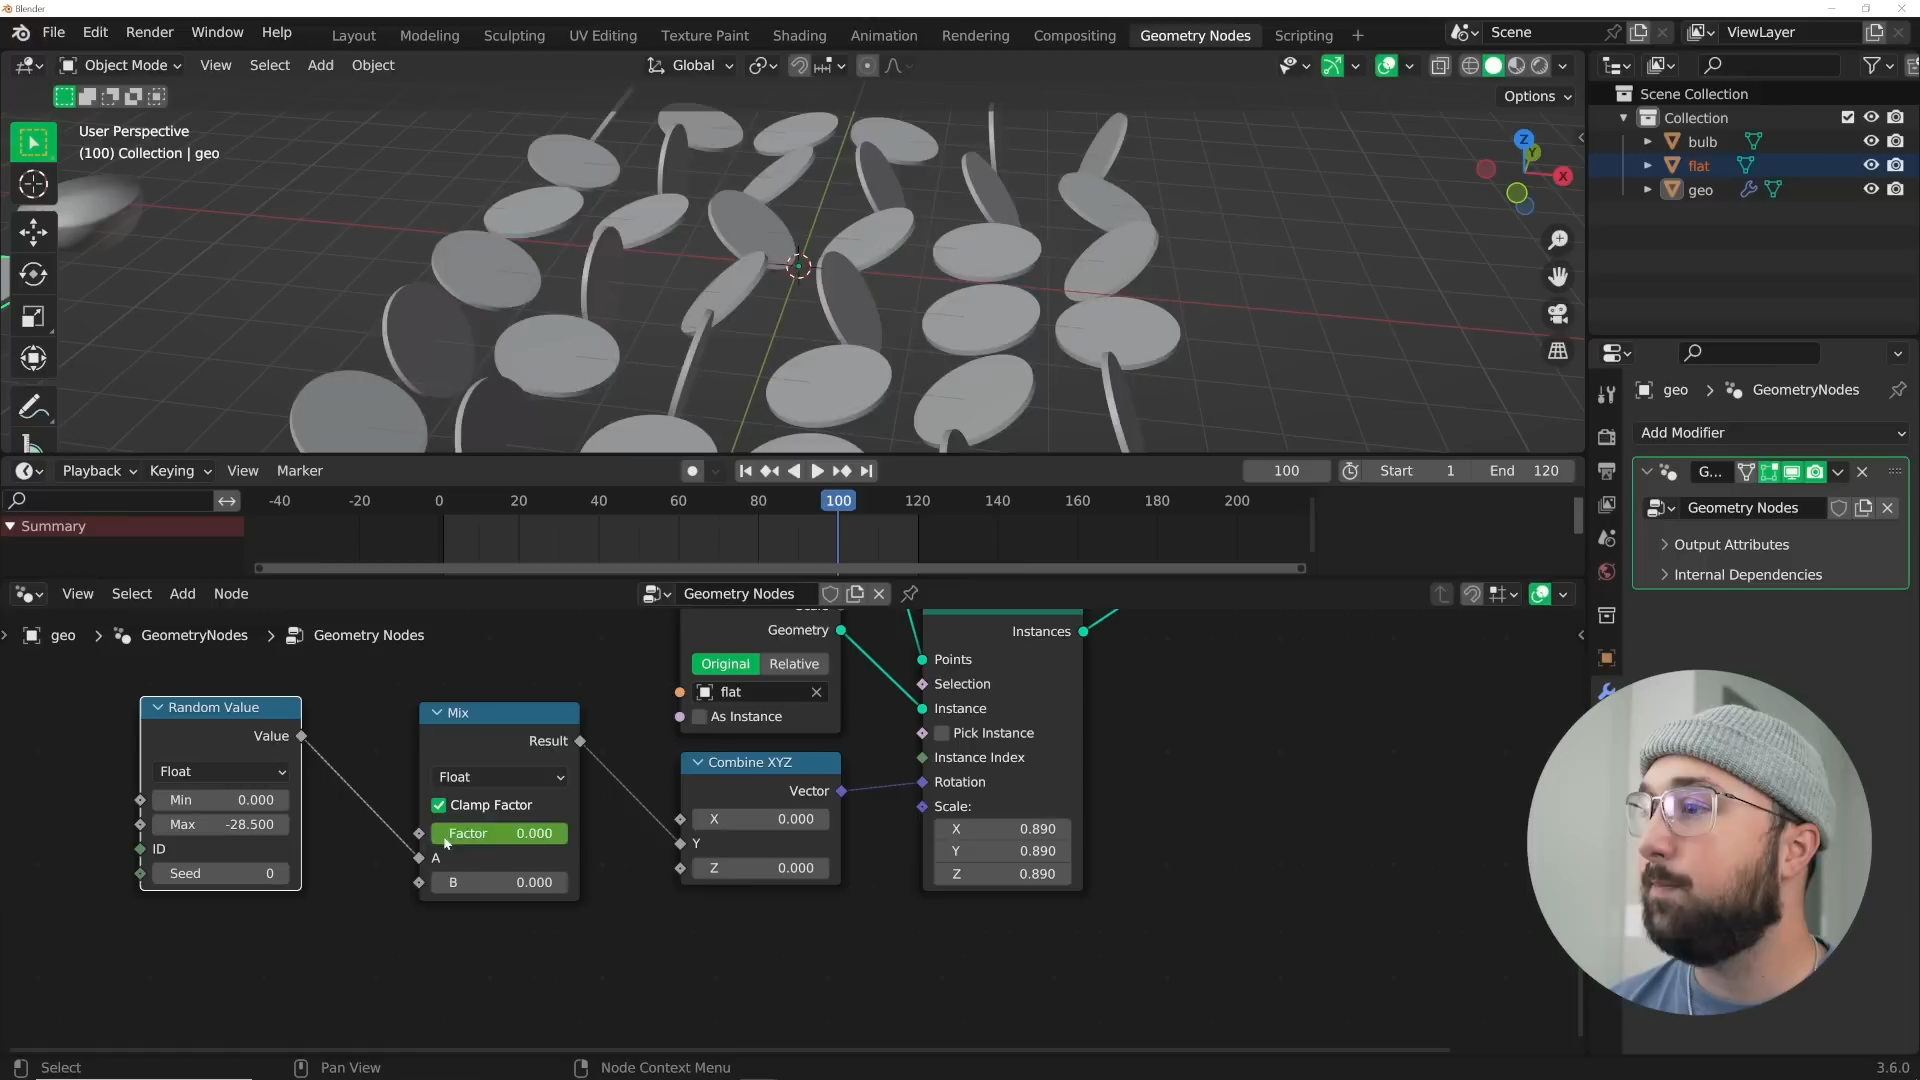 Blender
File Edit Render Window Help
Layout Modeling Sculpting UV Editing Texture Paint Shading Animation Rendering Compositing Geometry Nodes Scripting +
Scene
ViewLayer
Object Mode View Select Add Object
Global
Options
User Perspective
(100) Collection | geo
Z
Y
X
Scene Collection
Collection
bulb
flat
geo
geo > GeometryNodes
Add Modifier
G...
Geometry Nodes
Output Attributes
Internal Dependencies
Playback Keying View Marker
100
Start 1
End 120
-40 -20 0 20 40 60 80 100 120 140 160 180 200
Summary
View Select Add Node
Geometry Nodes
geo > GeometryNodes > Geometry Nodes
Random Value
Value
Float
Min 0.000
Max -28.500
ID
Seed 0
Mix
Result
Float
Clamp Factor
Factor 0.000
A
B 0.000
Geometry
Original Relative
flat
As Instance
Combine XYZ
Vector
X 0.000
Y
Z 0.000
Instances
Points
Selection
Instance
Pick Instance
Instance Index
Rotation
Scale:
X 0.890
Y 0.890
Z 0.890
Select
Pan View
Node Context Menu
3.6.0